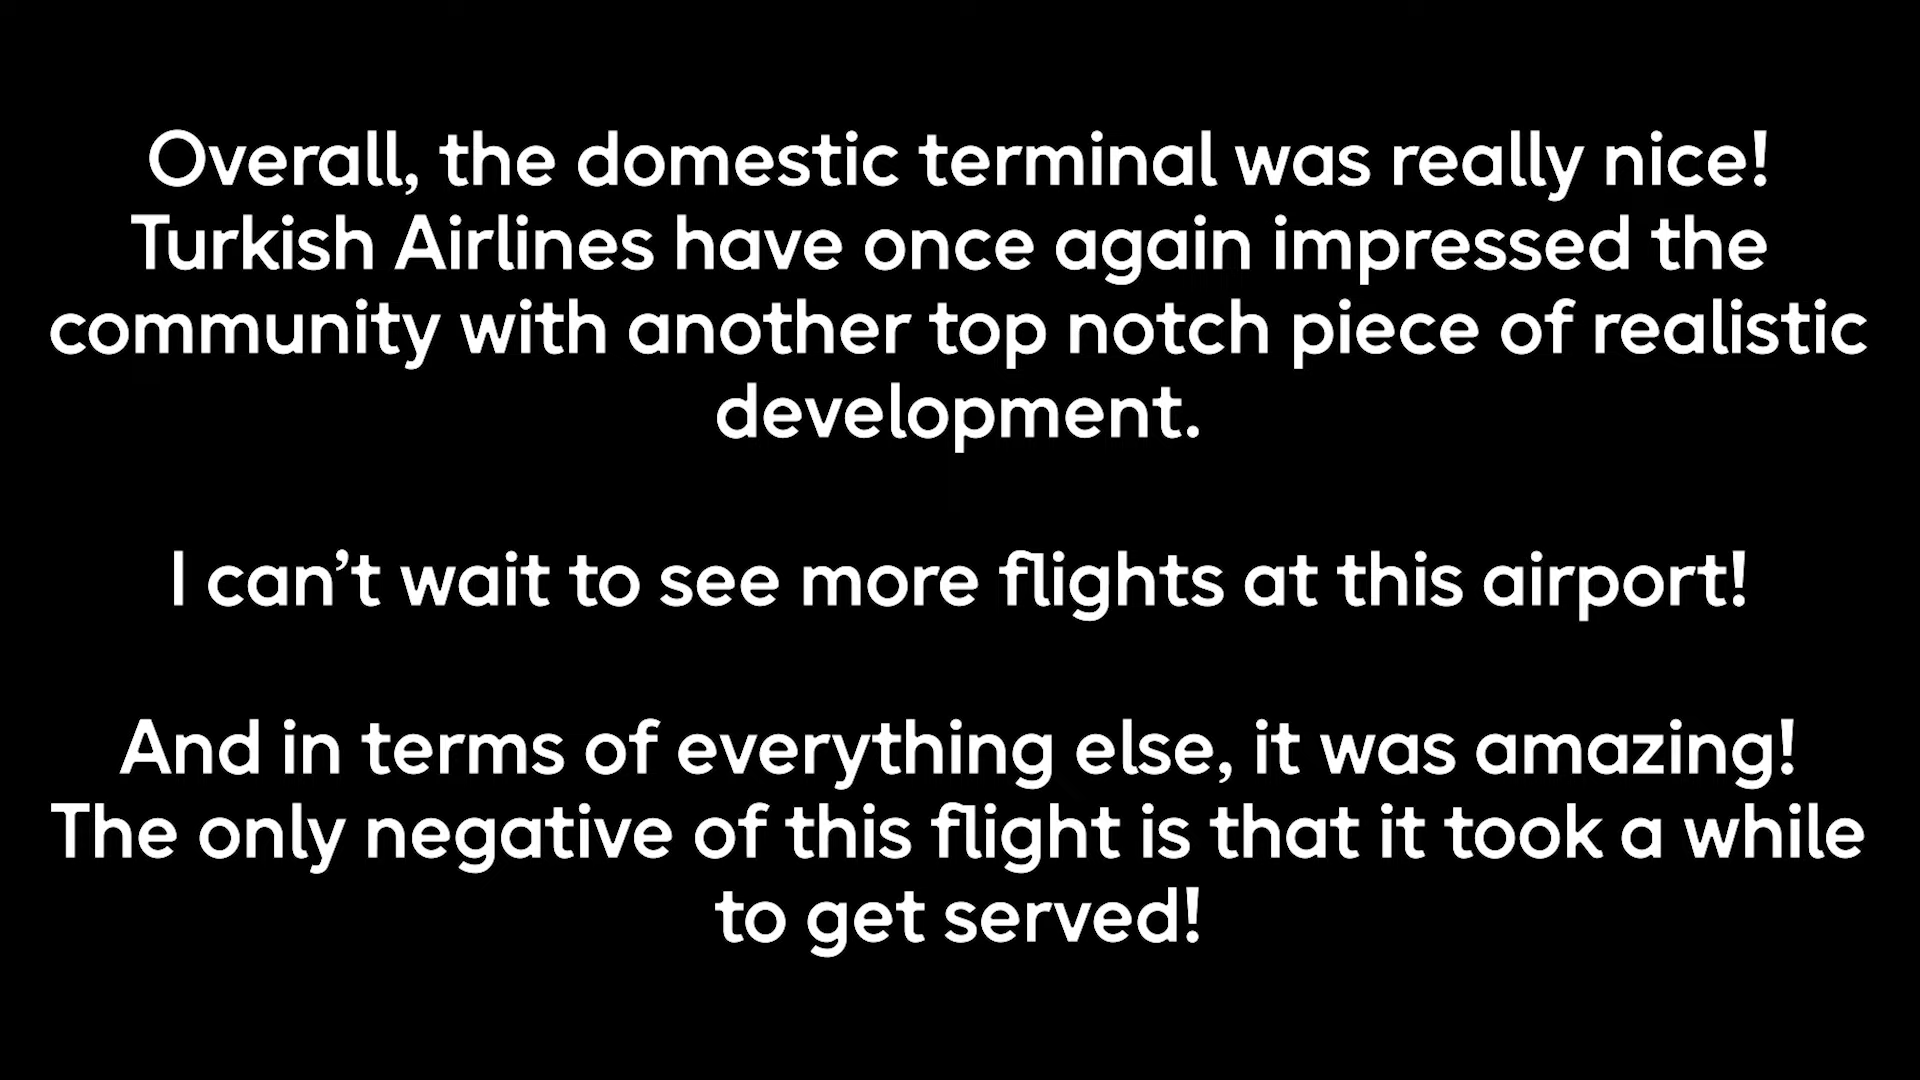 Overall, the domestic terminal was really nice!
Turkish Airlines have once again impressed the
community with another top notch piece of realistic
development.
I can’t wait to see more flights at this airport!
And in terms of everything else, it was amazing!
The only negative of this flight is that it took a while
to get served!